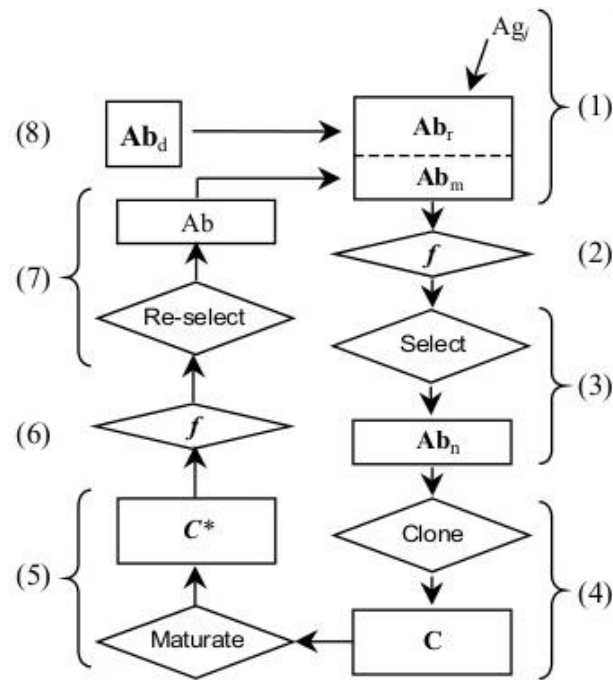 Agj
(1)
(8)
Abd
Abr
Abm
Ab
(7)
f
(2)
Re-select
Select
(3)
(6)
f
Abn
C*
Clone
(5)
(4)
Maturate
C